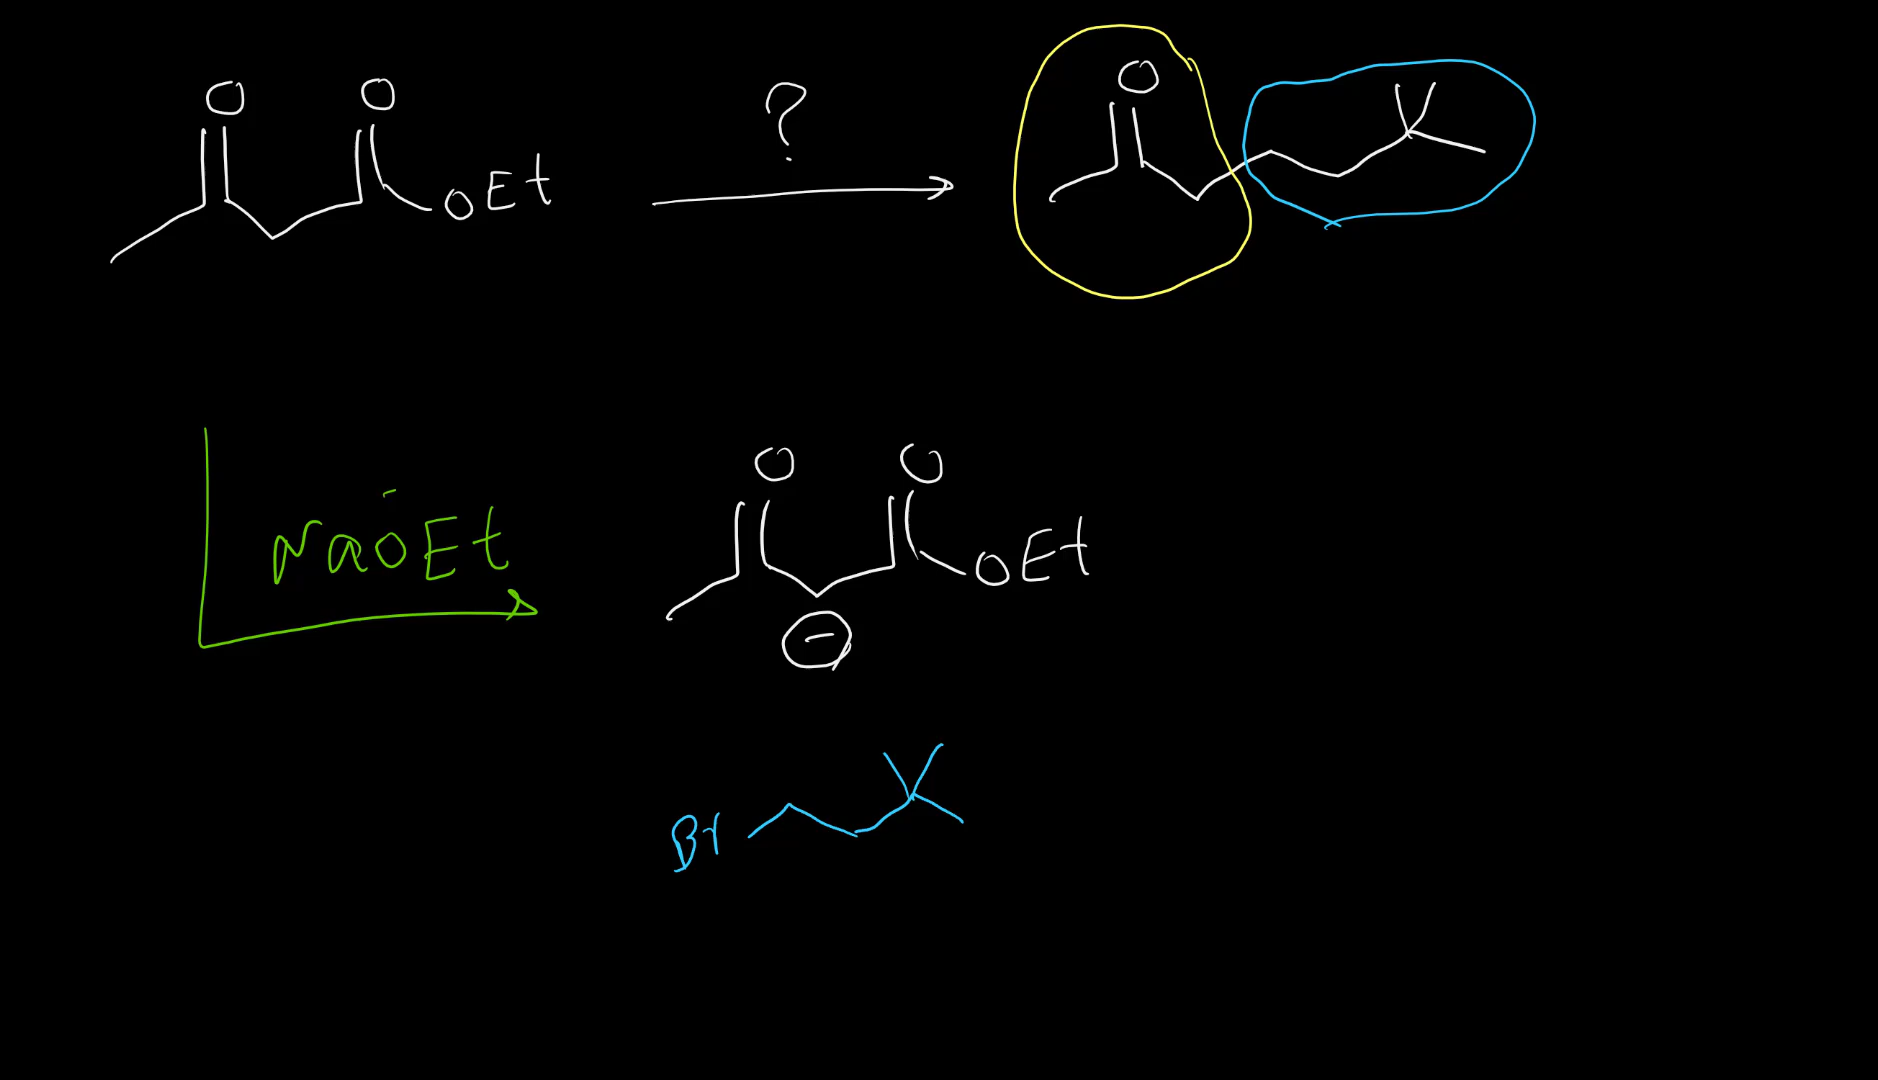 O O O
OEt ?
NaOEt
O O
OEt
⊖
Br